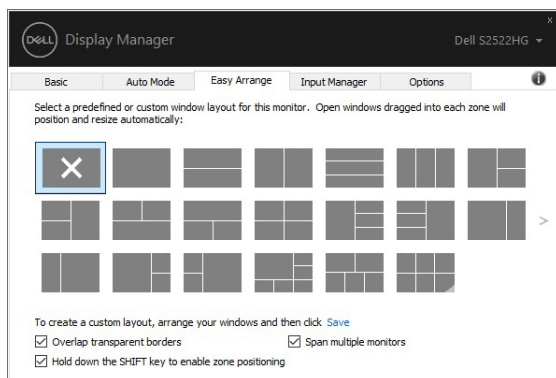 x
DELL Display Manager Dell S2522HG
Basic Auto Mode Easy Arrange Input Manager Options i
Select a predefined or custom window layout for this monitor. Open windows dragged into each zone will
position and resize automatically:
>
To create a custom layout, arrange your windows and then click Save
Overlap transparent borders Span multiple monitors
Hold down the SHIFT key to enable zone positioning